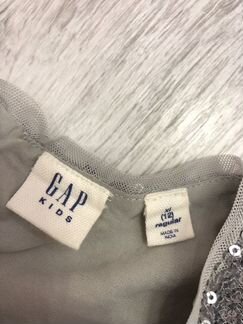 GAP
KIDS
XL
(12)
regular
MADE IN
INDIA